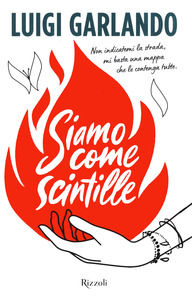 LUIGI GARLANDO
Non indicatemi la strada,
mi basta una mappa
che le contenga tutte.
Siamo
come
scintille
Rizzoli